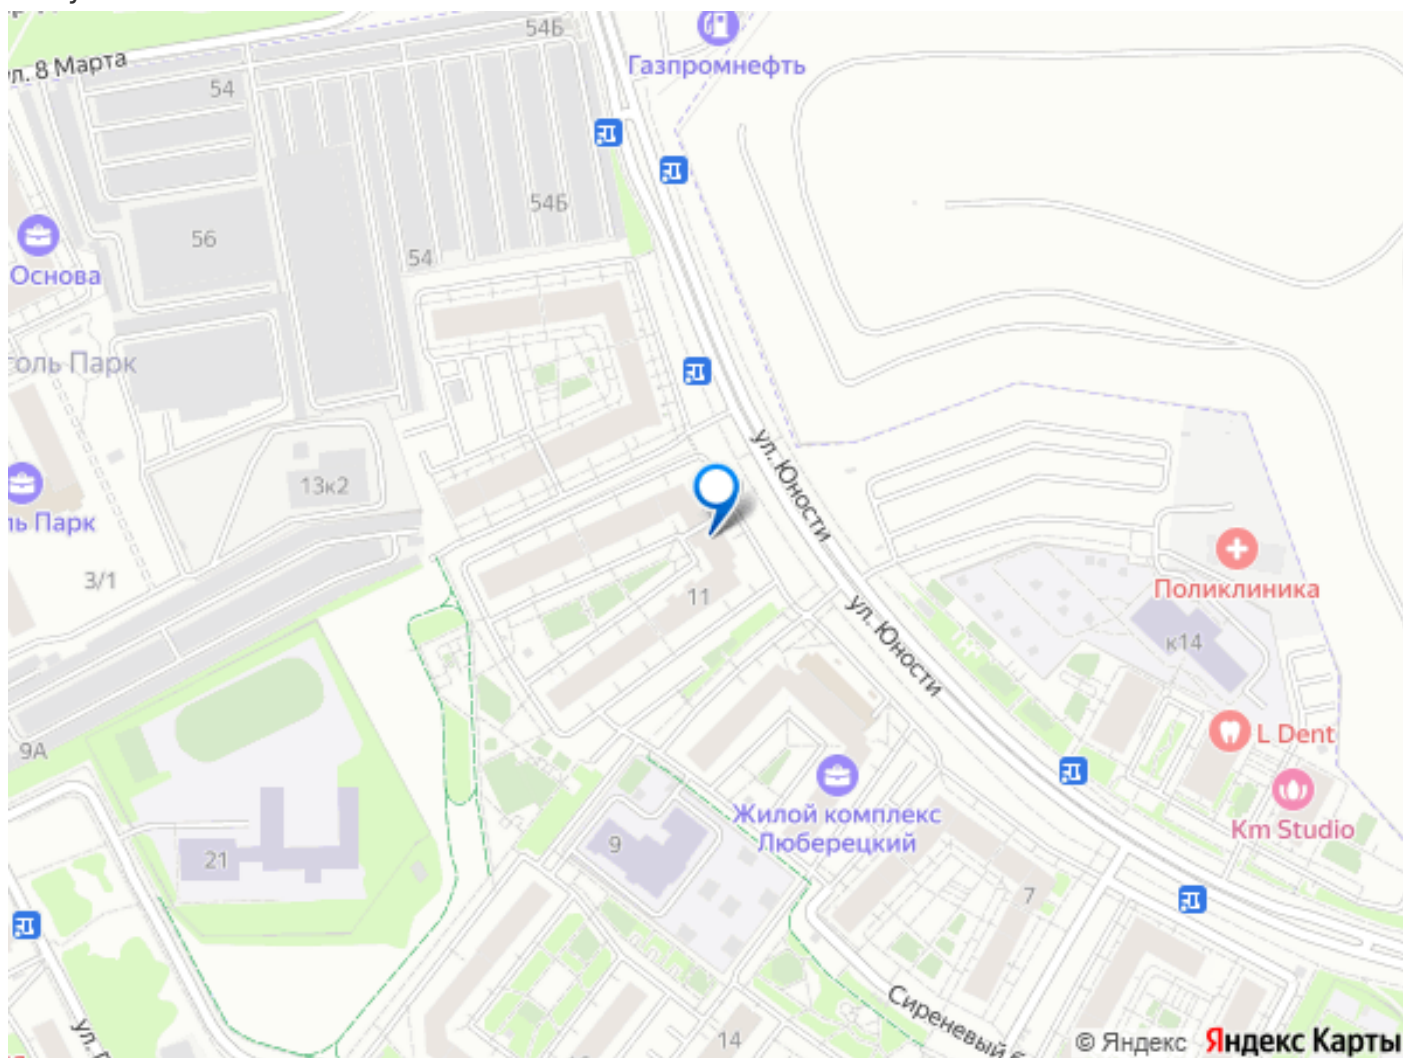 54Б
ул. 8 Марта
Газпромнефть
54
54Б
56
54
Основа
голь Парк
ул. Юности
13к2
ль Парк
3/1
Поликлиника
11
ул. Юности
к14
9А
L Dent
Жилой комплекс
Люберецкий
Km Studio
9
21
7
Сиреневый б
14
© Яндекс Яндекс Карты